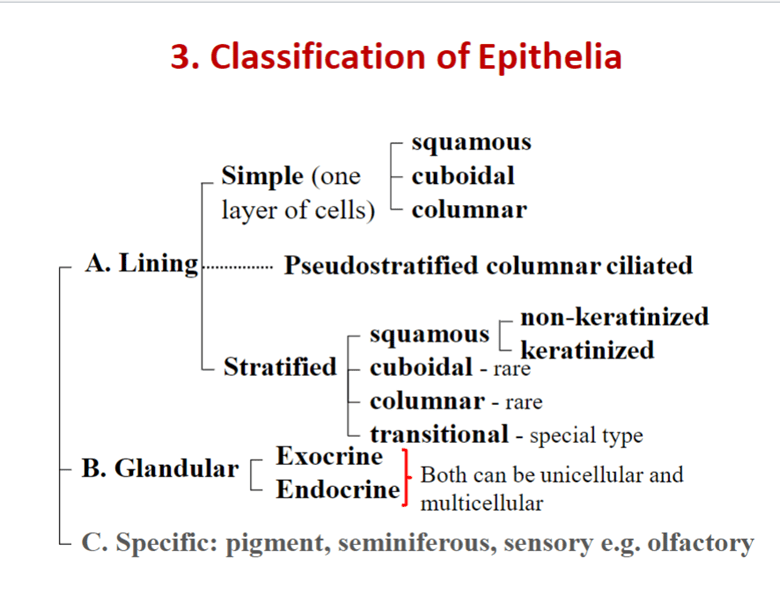 3. Classification of Epithelia
squamous
Simple (one
cuboidal
layer of cells)
columnar
A. Lining
Pseudostratified columnar ciliated
non-keratinized
squamous
keratinized
Stratified
cuboidal - rare
columnar - rare
transitional - special type
Exocrine
B. Glandular
Both can be unicellular and
Endocrine
multicellular
C. Specific: pigment, seminiferous, sensory e.g. olfactory